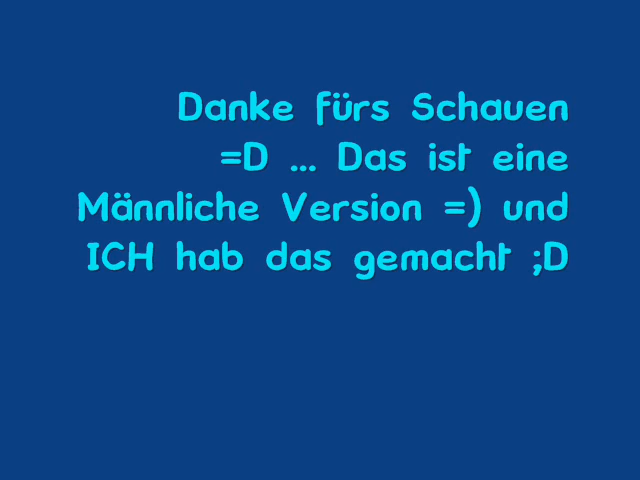 Danke fürs Schauen
=D ... Das ist eine
Männliche Version =) und
ICH hab das gemacht ;D